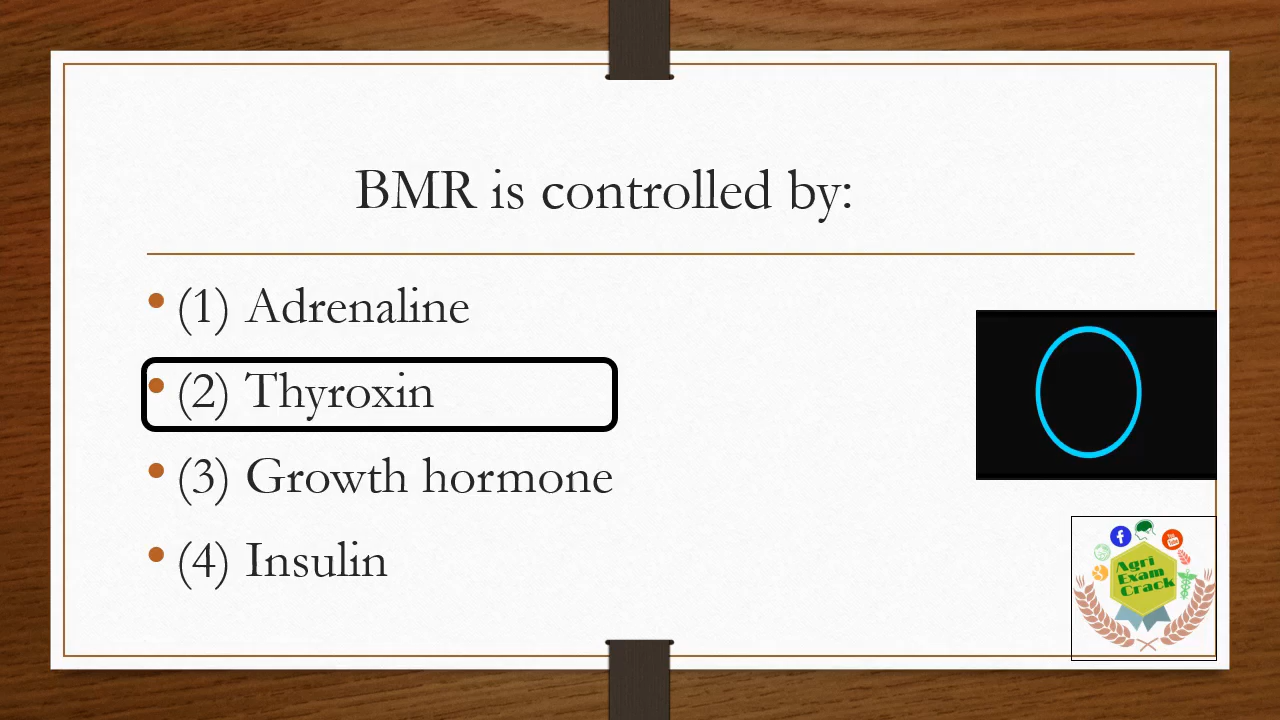 BMR is controlled by:
• (1) Adrenaline
• (2) Thyroxin
• (3) Growth hormone
• (4) Insulin
Agri
Exam
Crack